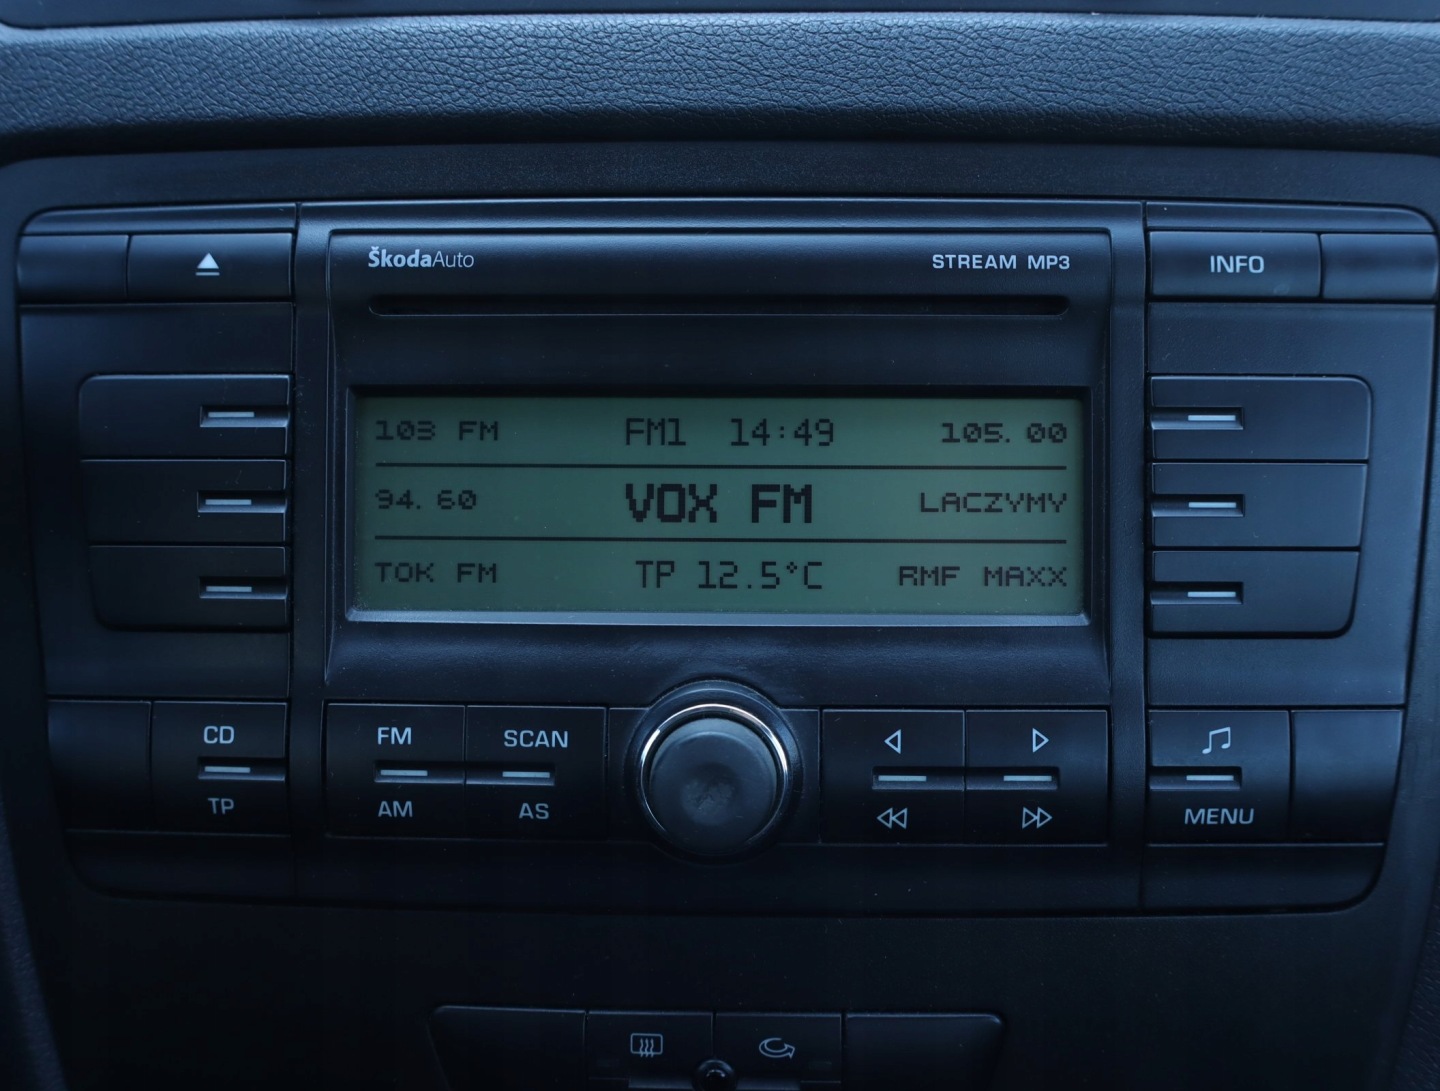 ŠkodaAuto STREAM MP3 INFO
103 FM FM1 14:49 105.00
94.60 VOX FM LACZYMY
TOK FM TP 12.5°C RMF MAXX
CD FM SCAN
TP AM AS MENU